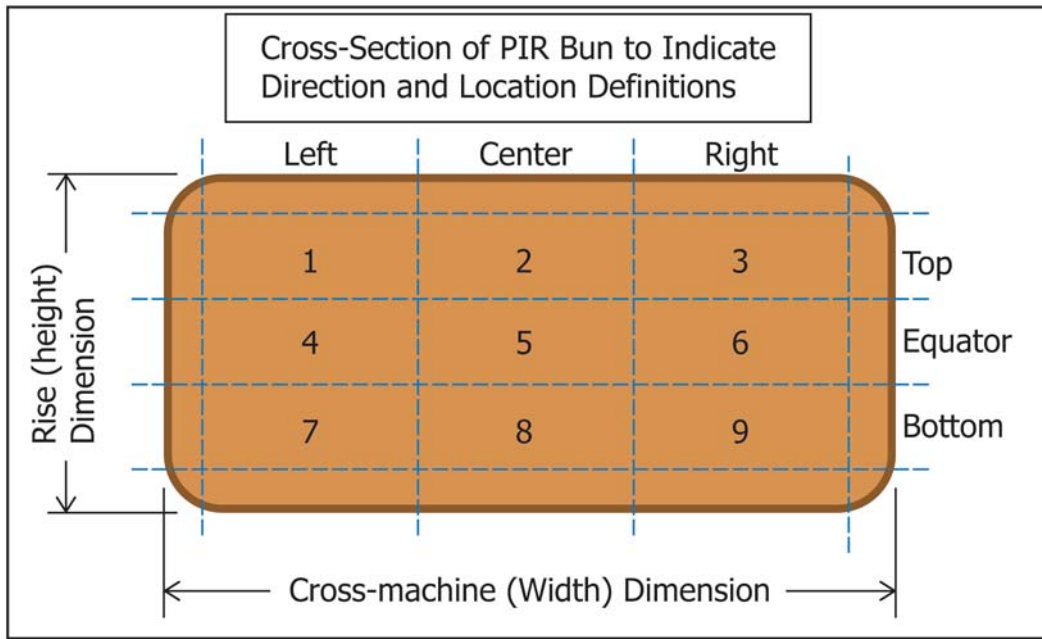 Cross-Section of PIR Bun to Indicate
Direction and Location Definitions
Left Center Right
1 2 3 Top
4 5 6 Equator
7 8 9 Bottom
Rise (height)
Dimension
Cross-machine (Width) Dimension